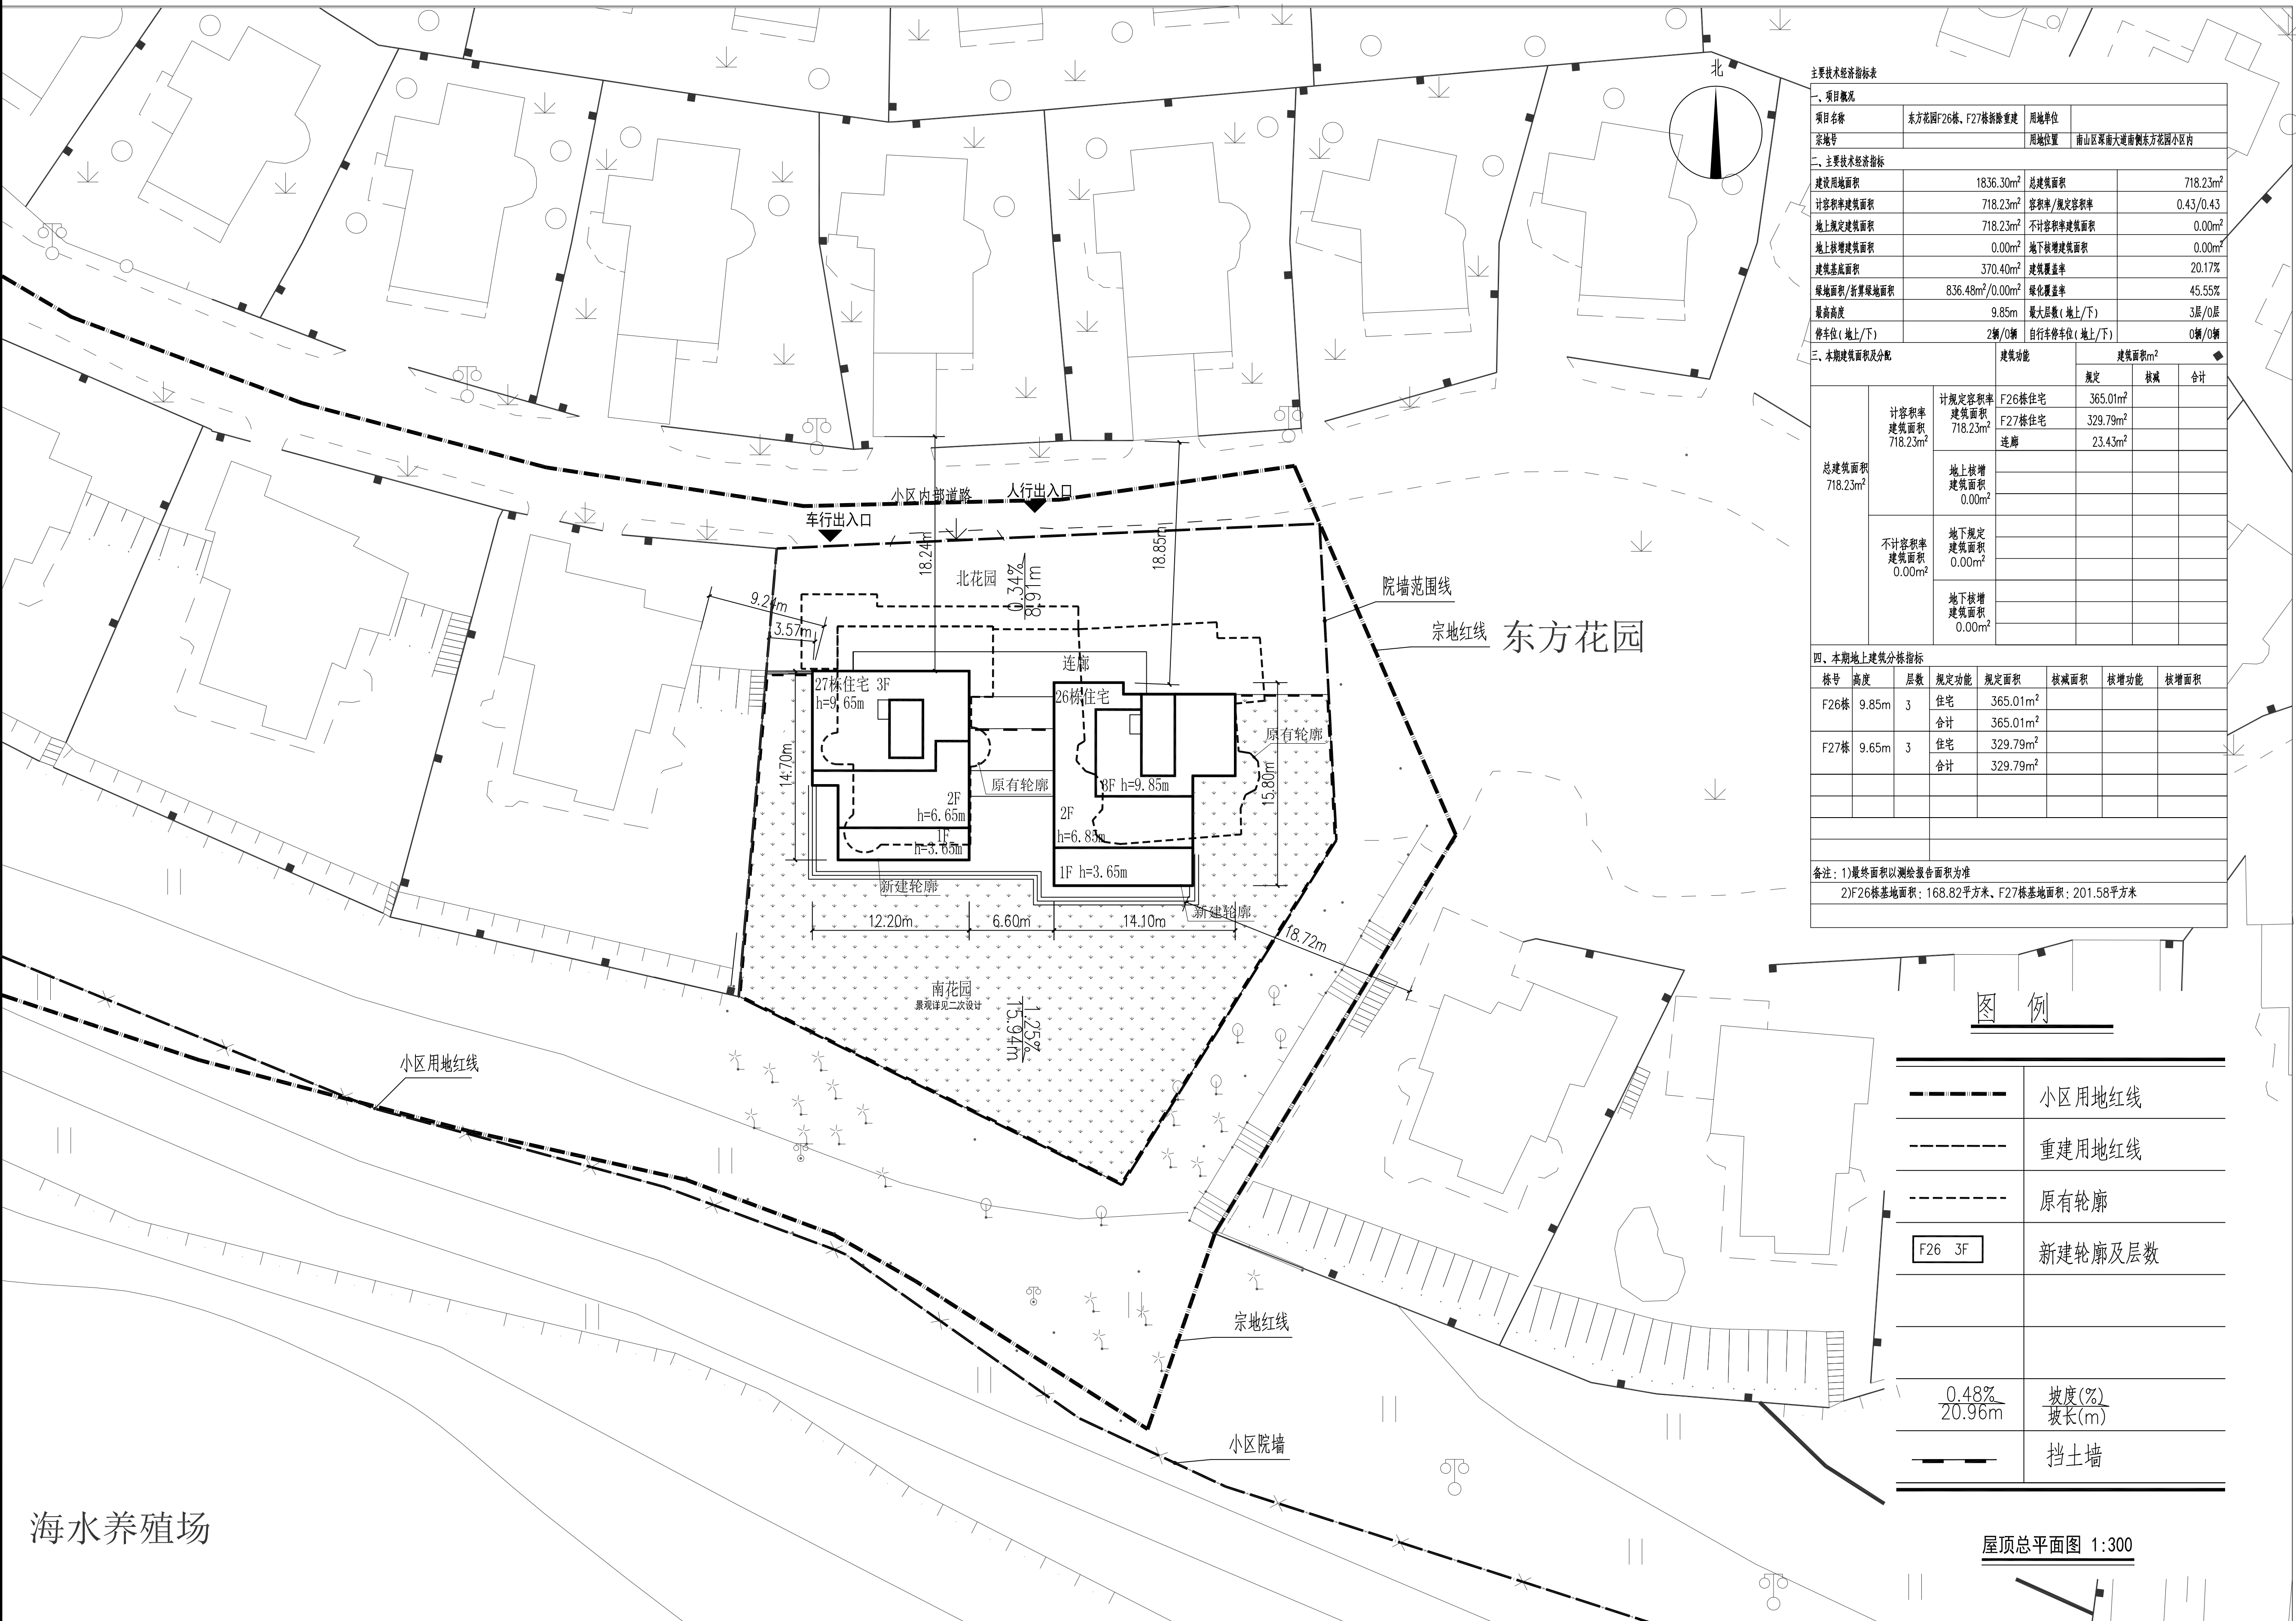 北
小区内部道路
人行出入口
车行出入口
18.24m
18.85m
北花园
0.34%
8.91m
9.24m
3.57m
院墙范围线
宗地红线
东方花园
连廊
27栋住宅 3F
h=9.65m
26栋住宅
原有轮廓
14.70m
原有轮廓
3F h=9.85m
15.80m
2F
h=6.65m
1F
h=3.65m
2F
h=6.85m
1F h=3.65m
新建轮廓
新建轮廓
12.20m
6.60m
14.10m
18.72m
南花园
景观详见二次设计
1.25%
15.94m
小区用地红线
宗地红线
小区院墙
海水养殖场
主要技术经济指标表
一、项目概况
项目名称 东方花园F26栋、F27栋拆除重建 用地单位
宗地号 用地位置 南山区深南大道南侧东方花园小区内
二、主要技术经济指标
建设用地面积 1836.30m² 总建筑面积 718.23m²
计容积率建筑面积 718.23m² 容积率/规定容积率 0.43/0.43
地上规定建筑面积 718.23m² 不计容积率建筑面积 0.00m²
地上核增建筑面积 0.00m² 地下核增建筑面积 0.00m²
建筑基底面积 370.40m² 建筑覆盖率 20.17%
绿地面积/折算绿地面积 836.48m²/0.00m² 绿化覆盖率 45.55%
最高高度 9.85m 最大层数(地上/下) 3层/0层
停车位(地上/下) 2辆/0辆 自行车停车位(地上/下) 0辆/0辆
三、本期建筑面积及分配 建筑功能 建筑面积m²
规定 核减 合计
总建筑面积
718.23m²
计容积率
建筑面积
718.23m²
计规定容积率
建筑面积
718.23m²
F26栋住宅 365.01m²
F27栋住宅 329.79m²
连廊 23.43m²
地上核增
建筑面积
0.00m²
不计容积率
建筑面积
0.00m²
地下规定
建筑面积
0.00m²
地下核增
建筑面积
0.00m²
四、本期地上建筑分栋指标
栋号 高度 层数 规定功能 规定面积 核减面积 核增功能 核增面积
F26栋 9.85m 3 住宅 365.01m²
合计 365.01m²
F27栋 9.65m 3 住宅 329.79m²
合计 329.79m²
备注：1)最终面积以测绘报告面积为准
2)F26栋基地面积：168.82平方米、F27栋基地面积：201.58平方米
图 例
小区用地红线
重建用地红线
原有轮廓
F26 3F 新建轮廓及层数
0.48% 坡度(%)
20.96m 坡长(m)
挡土墙
屋顶总平面图 1:300